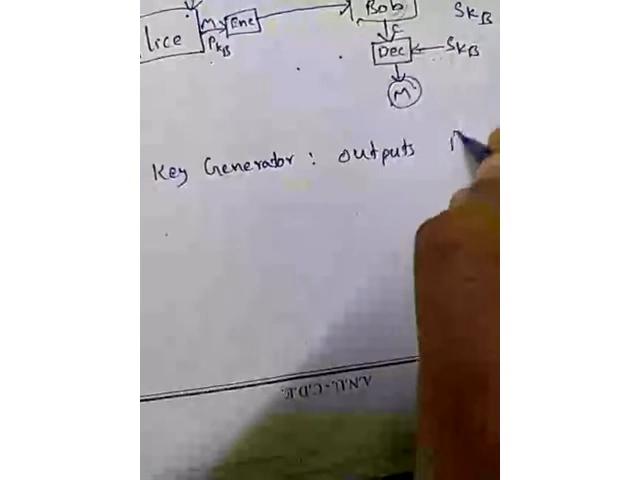 Bob SKB
M Enc
lice PKB C
Dec SKB
M
Key Generator : outputs
A.N.U.-C.D.E.